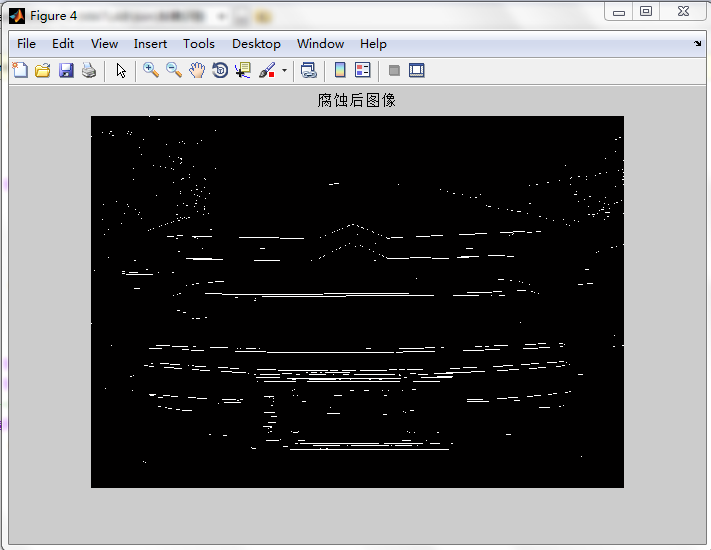 Figure 4
File Edit View Insert Tools Desktop Window Help
腐蚀后图像